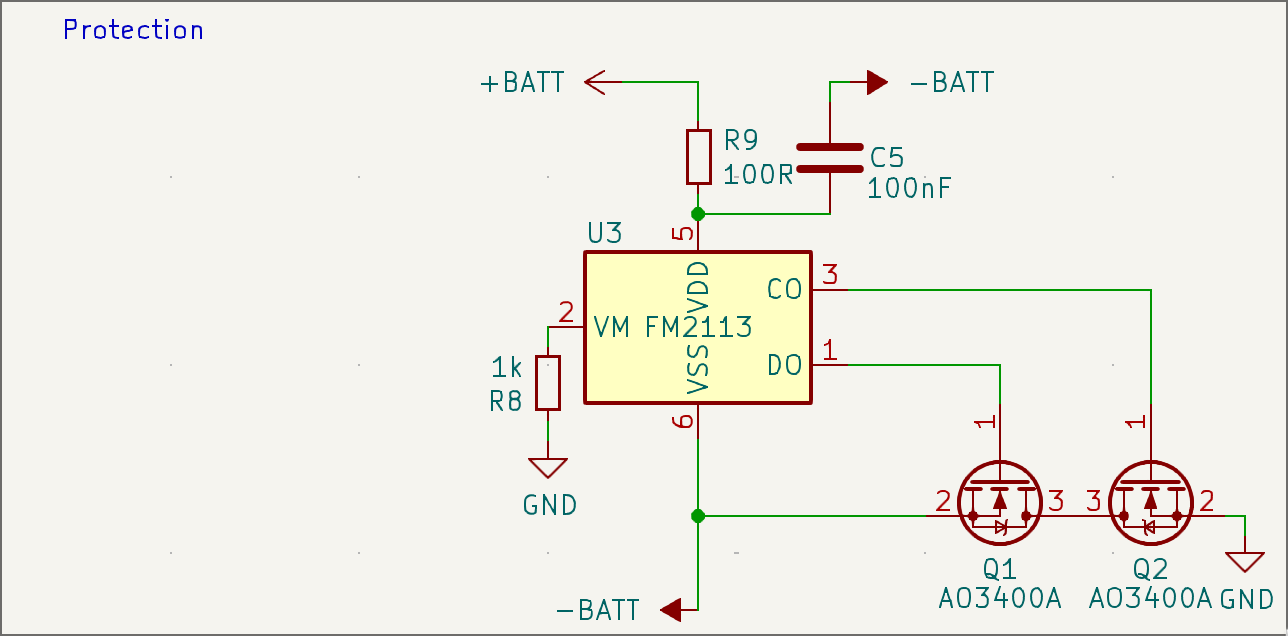 Protection
+BATT
-BATT
R9
100R
C5
100nF
U3
5
VDD
CO
3
2
VM
FM2113
VSS
DO
1
1k
R8
6
1
1
GND
2
3
3
2
Q1
AO3400A
Q2
AO3400A
GND
-BATT